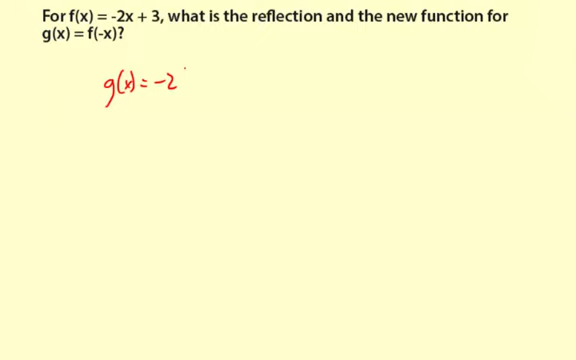 For f(x) = -2x + 3, what is the reflection and the new function for
g(x) = f(-x)?
g(x) = -2